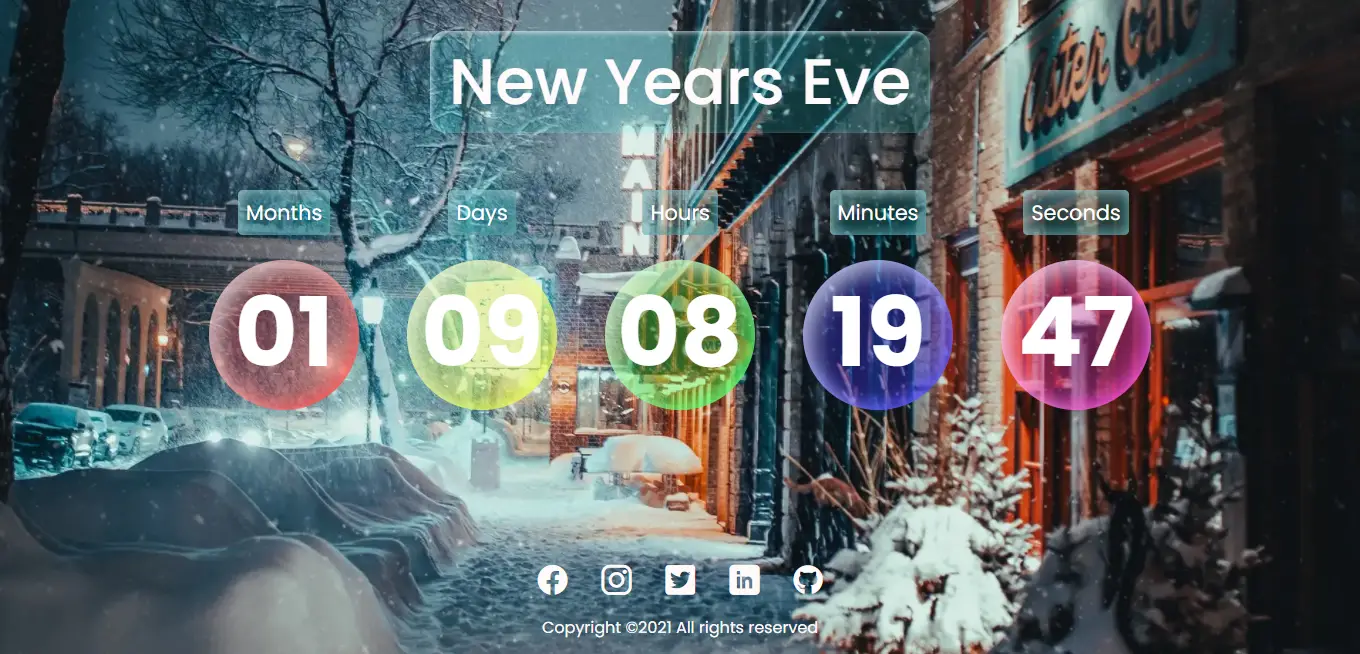 New Years Eve
Aster Cafe
MAIN
Months Days Hours Minutes Seconds
01 09 08 19 47
Copyright ©2021 All rights reserved